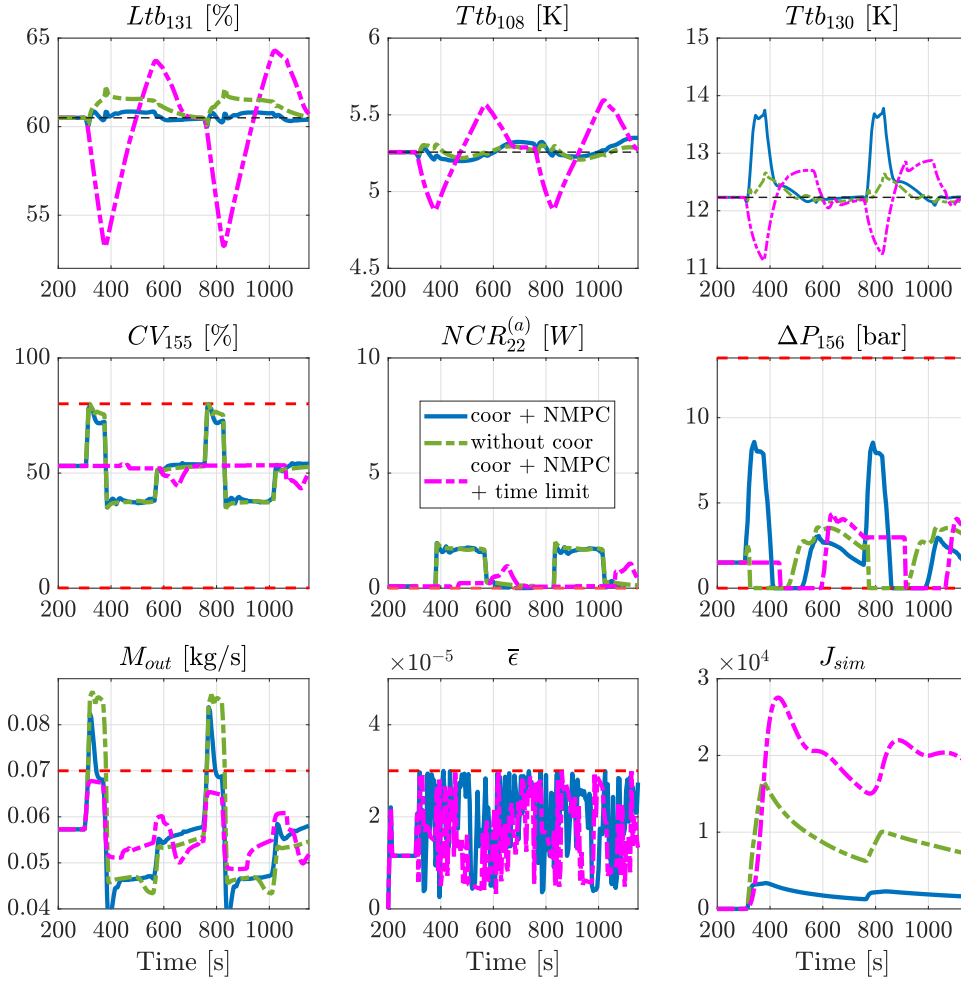 Ltb₁₃₁ [%] Ttb₁₀₈ [K] Ttb₁₃₀ [K]
65 6 15
14
60 5.5 13
55 5 12
4.5 11
200 400 600 800 1000 200 400 600 800 1000 200 400 600 800 1000
CV₁₅₅ [%] NCR₂₂⁽ᵃ⁾ [W] ΔP₁₅₆ [bar]
100 10
10
coor + NMPC
50 5 without coor 5
coor + NMPC
+ time limit
0 0 0
200 400 600 800 1000 200 400 600 800 1000 200 400 600 800 1000
M_out [kg/s] ×10⁻⁵ ϵ̅ ×10⁴ J_sim
0.08 4 3
0.07 2
0.06 2
0.05 1
0.04 0 0
200 400 600 800 1000 200 400 600 800 1000 200 400 600 800 1000
Time [s] Time [s] Time [s]